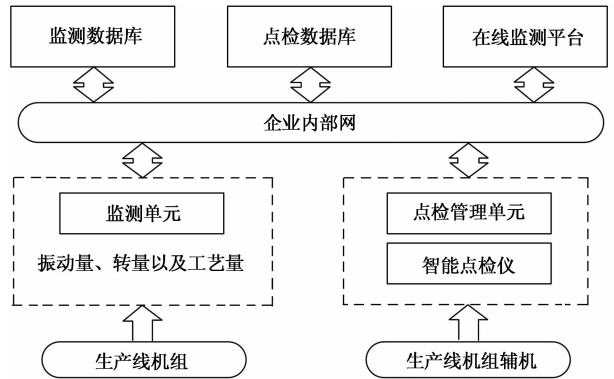 监测数据库
点检数据库
在线监测平台
企业内部网
监测单元
振动量、转量以及工艺量
点检管理单元
智能点检仪
生产线机组
生产线机组辅机